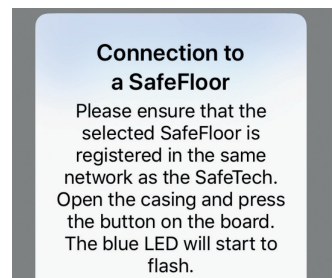 Connection to
a SafeFloor
Please ensure that the
selected SafeFloor is
registered in the same
network as the SafeTech.
Open the casing and press
the button on the board.
The blue LED will start to
flash.